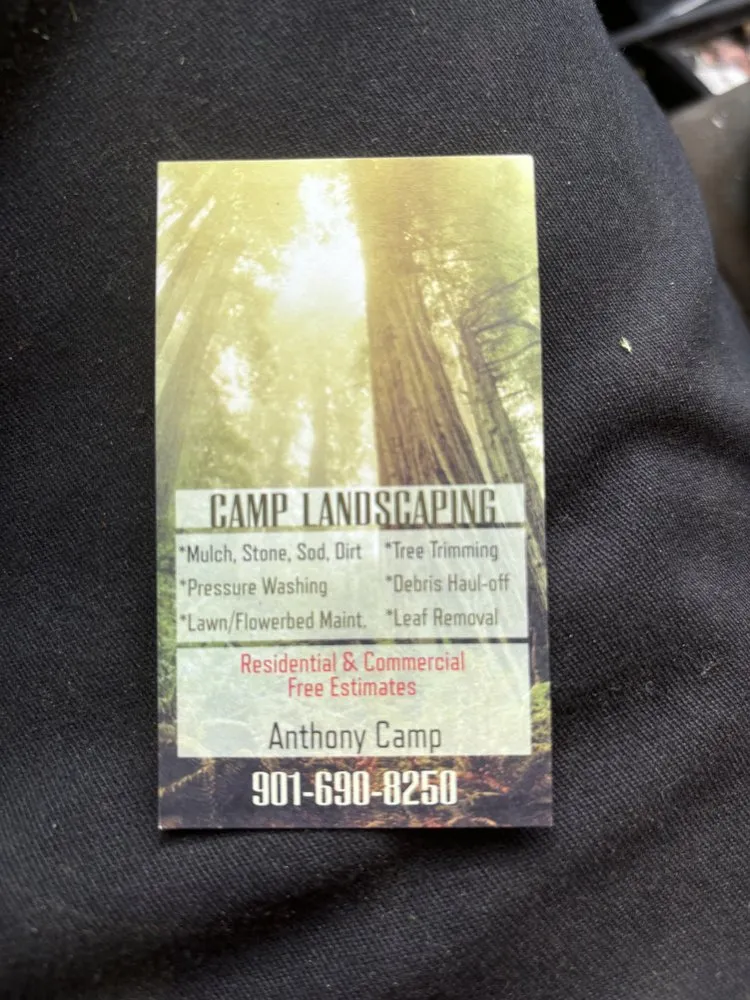 CAMP LANDSCAPING
*Mulch, Stone, Sod, Dirt *Tree Trimming
*Pressure Washing *Debris Haul-off
*Lawn/Flowerbed Maint. *Leaf Removal
Residential & Commercial
Free Estimates
Anthony Camp
901-690-8250